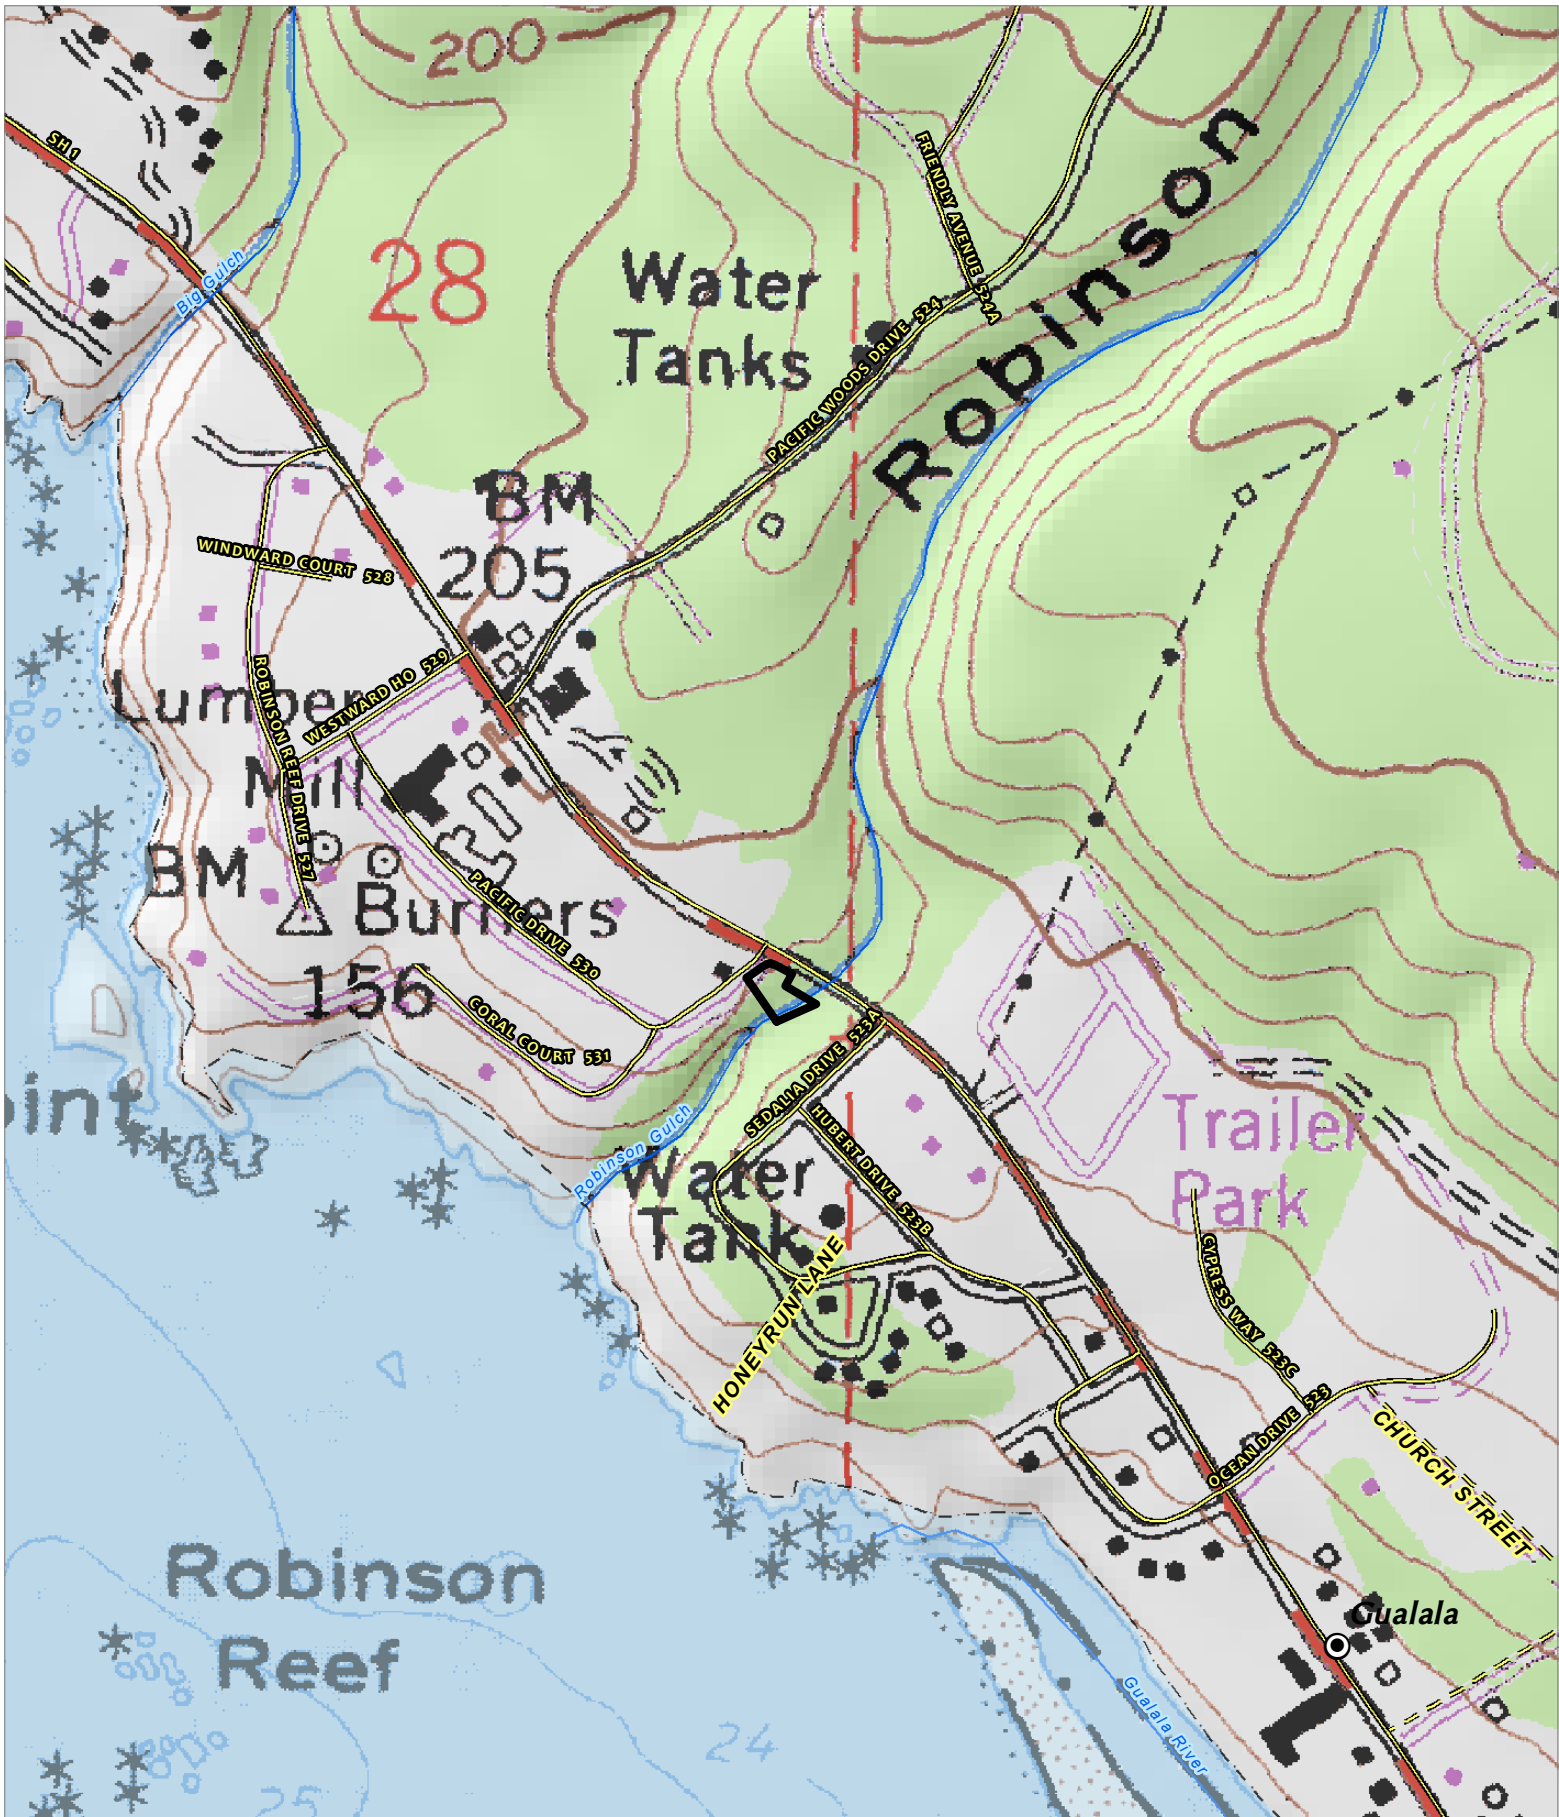 200
SH 1
FRIENDLY AVENUE 524A
Robinson
Big Gulch
28
Water
Tanks
PACIFIC WOODS DRIVE 524
BM
205
WINDWARD COURT 528
WESTWARD HO 529
ROBINSON REEF DRIVE 527
Lumber
Mill
BM
Burners
156
PACIFIC DRIVE 530
CORAL COURT 531
SEDALIA DRIVE 523A
oint
Robinson Gulch
HUBERT DRIVE 523B
Trailer
Park
Water
Tank
HONEYRUN LANE
CYPRESS WAY 523C
OCEAN DRIVE 523
CHURCH STREET
Robinson
Reef
Gualala
Gualala River
24
25